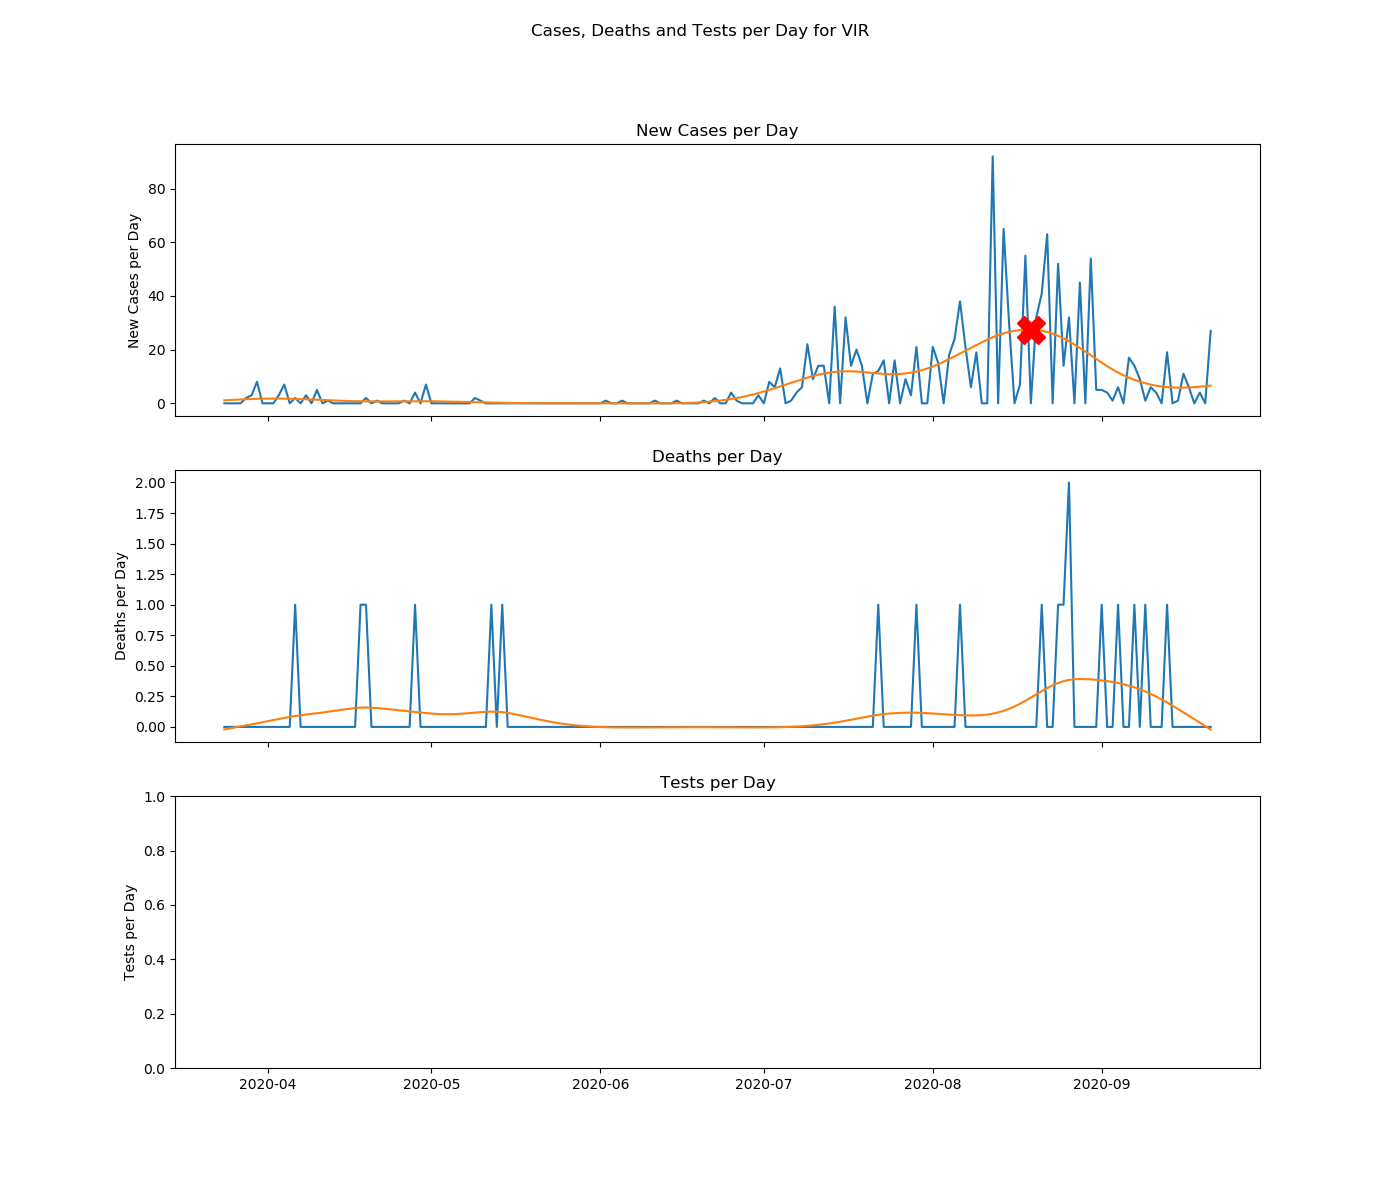 Cases, Deaths and Tests per Day for VIR
New Cases per Day
New Cases per Day
80
60
40
20
0
Deaths per Day
Deaths per Day
2.00
1.75
1.50
1.25
1.00
0.75
0.50
0.25
0.00
Tests per Day
Tests per Day
1.0
0.8
0.6
0.4
0.2
0.0
2020-04 2020-05 2020-06 2020-07 2020-08 2020-09